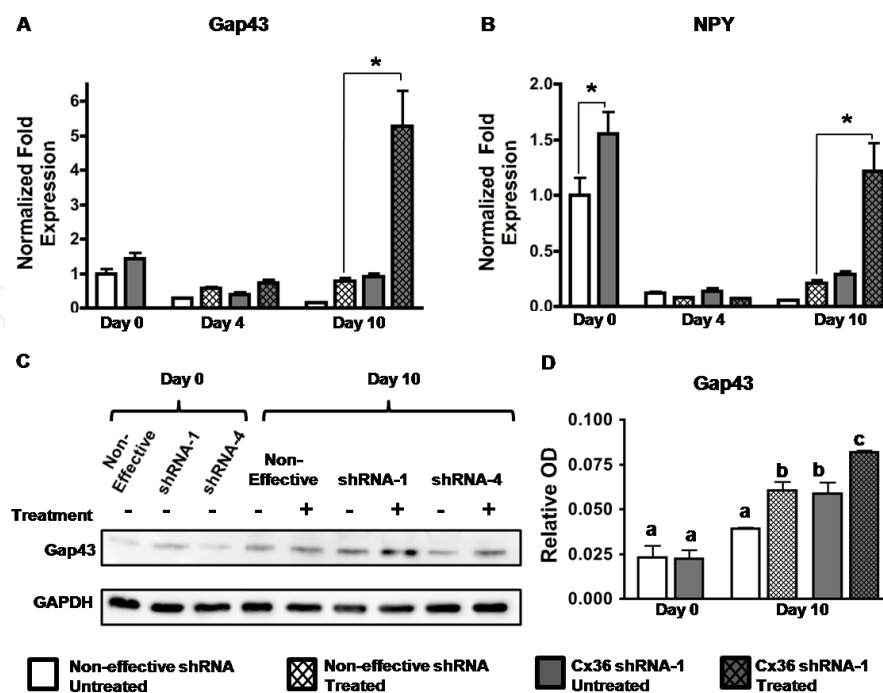 A
Gap43
Normalized Fold
Expression
6
5
4
3
2
1
0
*
Day 0
Day 4
Day 10
B
NPY
Normalized Fold
Expression
2.0
1.5
1.0
0.5
0.0
*
*
Day 0
Day 4
Day 10
C
Day 0
Day 10
Non-
Effective
shRNA-1
shRNA-4
Non-
Effective
shRNA-1
shRNA-4
Treatment - - - - + - + - +
Gap43
GAPDH
D
Gap43
Relative OD
0.100
0.075
0.050
0.025
0.000
a a a b b c
Day 0
Day 10
Non-effective shRNA
Untreated
Non-effective shRNA
Treated
Cx36 shRNA-1
Untreated
Cx36 shRNA-1
Treated